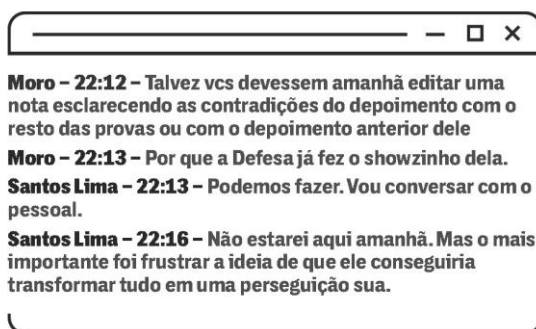 Moro – 22:12 – Talvez vcs devessem amanhã editar uma
nota esclarecendo as contradições do depoimento com o
resto das provas ou com o depoimento anterior dele
Moro – 22:13 – Por que a Defesa já fez o showzinho dela.
Santos Lima – 22:13 – Podemos fazer. Vou conversar com o
pessoal.
Santos Lima – 22:16 – Não estarei aqui amanhã. Mas o mais
importante foi frustrar a ideia de que ele conseguiria
transformar tudo em uma perseguição sua.